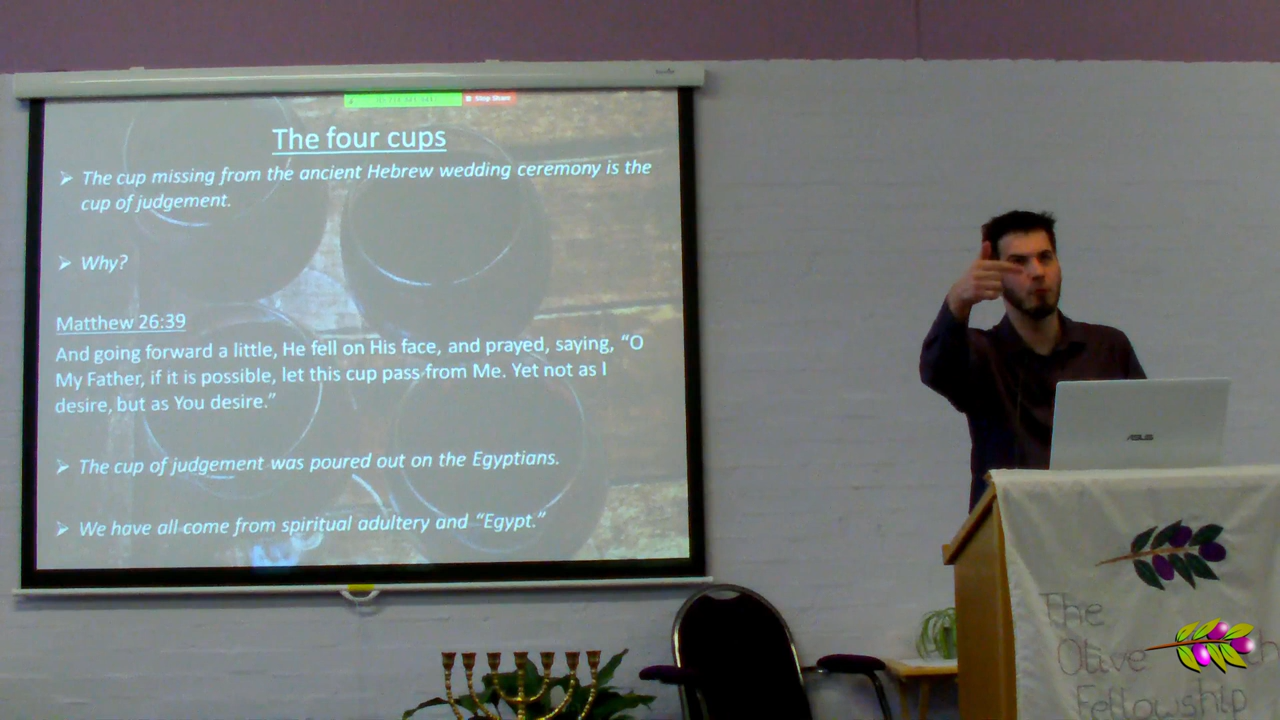 Stop Share
The four cups
The cup missing from the ancient Hebrew wedding ceremony is the
cup of judgement.
Why?
Matthew 26:39
And going forward a little, He fell on His face, and prayed, saying, “O
My Father, if it is possible, let this cup pass from Me. Yet not as I
desire, but as You desire.”
The cup of judgement was poured out on the Egyptians.
We have all come from spiritual adultery and “Egypt.”
ASUS
The
Olive
Fellowship